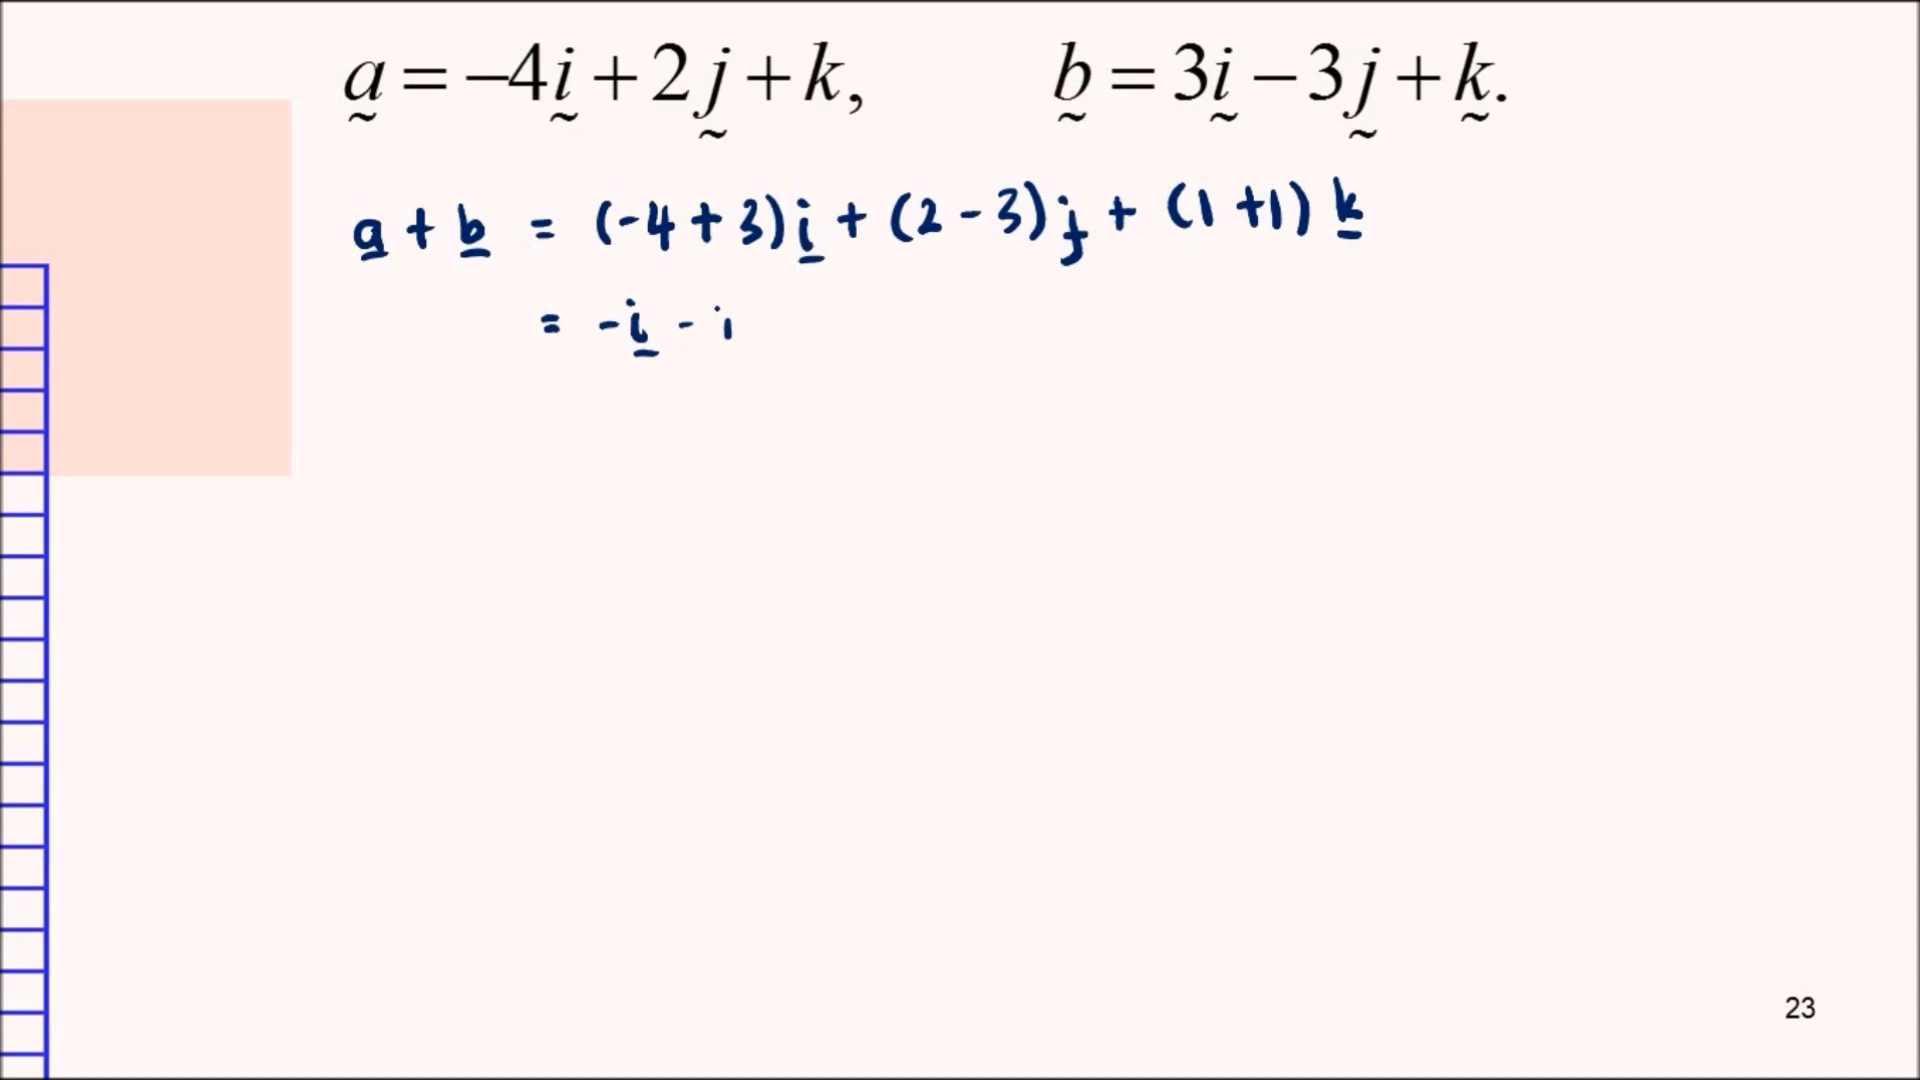 a = −4i + 2j + k, b = 3i − 3j + k.
a + b = (-4 + 3)i + (2 - 3)j + (1 + 1)k
= -i - i
23